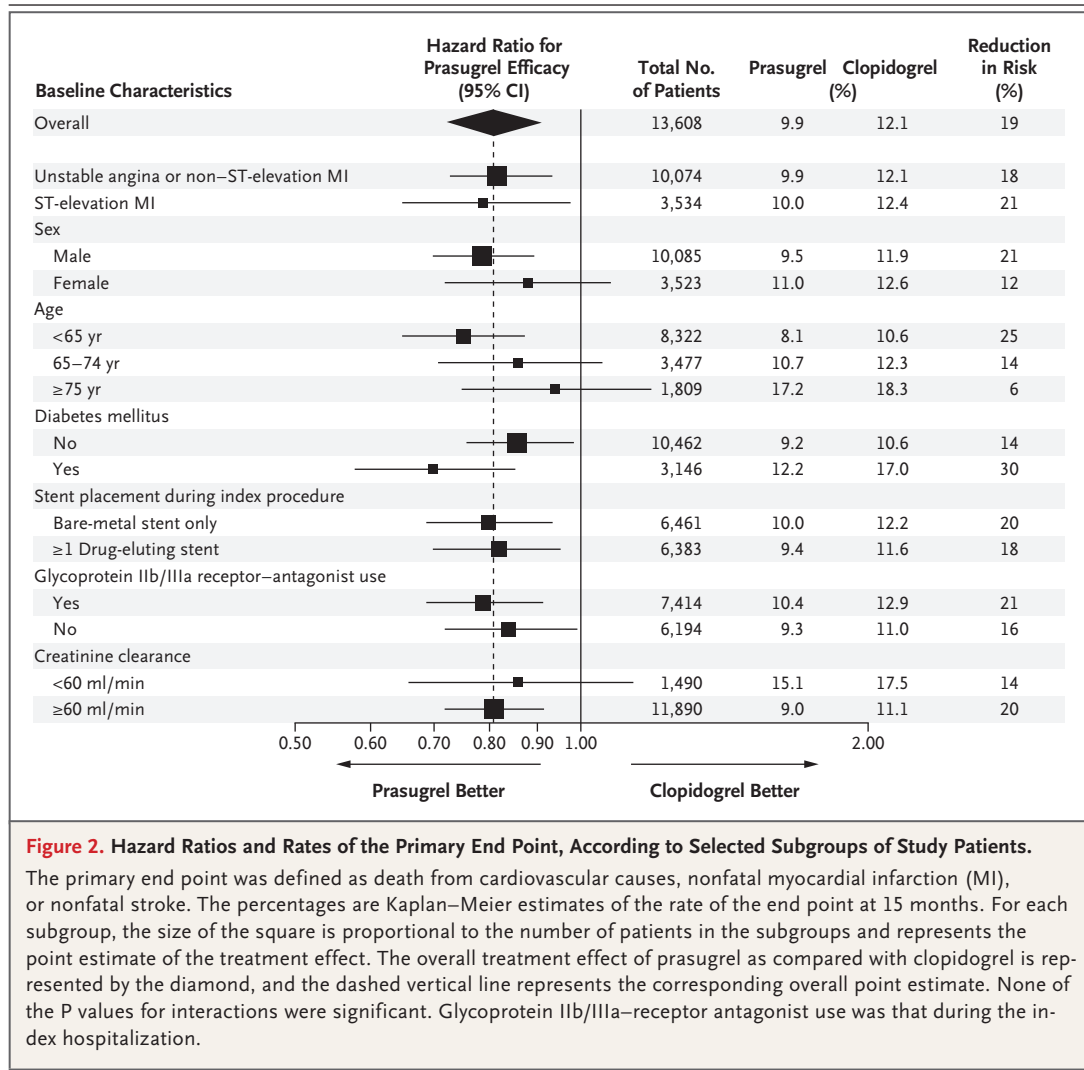 Hazard Ratio for Prasugrel Efficacy (95% CI)
Baseline Characteristics Total No. of Patients Prasugrel Clopidogrel (%) Reduction in Risk (%)
Overall 13,608 9.9 12.1 19
Unstable angina or non–ST-elevation MI 10,074 9.9 12.1 18
ST-elevation MI 3,534 10.0 12.4 21
Sex
Male 10,085 9.5 11.9 21
Female 3,523 11.0 12.6 12
Age
<65 yr 8,322 8.1 10.6 25
65–74 yr 3,477 10.7 12.3 14
≥75 yr 1,809 17.2 18.3 6
Diabetes mellitus
No 10,462 9.2 10.6 14
Yes 3,146 12.2 17.0 30
Stent placement during index procedure
Bare-metal stent only 6,461 10.0 12.2 20
≥1 Drug-eluting stent 6,383 9.4 11.6 18
Glycoprotein IIb/IIIa receptor–antagonist use
Yes 7,414 10.4 12.9 21
No 6,194 9.3 11.0 16
Creatinine clearance
<60 ml/min 1,490 15.1 17.5 14
≥60 ml/min 11,890 9.0 11.1 20
0.50 0.60 0.70 0.80 0.90 1.00 2.00
Prasugrel Better Clopidogrel Better
Figure 2. Hazard Ratios and Rates of the Primary End Point, According to Selected Subgroups of Study Patients.
The primary end point was defined as death from cardiovascular causes, nonfatal myocardial infarction (MI),
or nonfatal stroke. The percentages are Kaplan–Meier estimates of the rate of the end point at 15 months. For each
subgroup, the size of the square is proportional to the number of patients in the subgroups and represents the
point estimate of the treatment effect. The overall treatment effect of prasugrel as compared with clopidogrel is rep-
resented by the diamond, and the dashed vertical line represents the corresponding overall point estimate. None of
the P values for interactions were significant. Glycoprotein IIb/IIIa–receptor antagonist use was that during the in-
dex hospitalization.